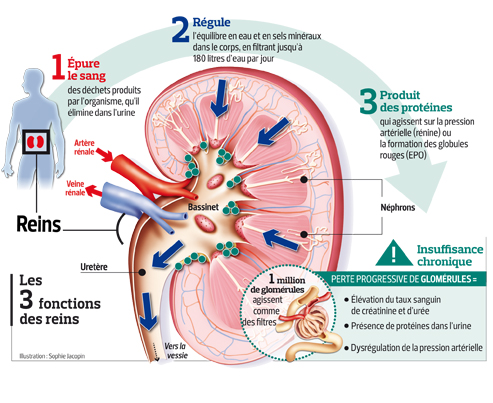 1 Épure
le sang
des déchets produits
par l'organisme, qu'il
élimine dans l'urine
2 Régule
l'équilibre en eau et en sels minéraux
dans le corps, en filtrant jusqu'à
180 litres d'eau par jour
3 Produit
des protéines
qui agissent sur la pression
artérielle (rénine) ou
la formation des globules
rouges (EPO)
Artère
rénale
Veine
rénale
Reins
Bassinet
Néphrons
Uretère
Les
3 fonctions
des reins
Vers la
vessie
1 million
de glomérules
agissent
comme
des filtres
Insuffisance
chronique
PERTE PROGRESSIVE DE GLOMÉRULES =
• Élévation du taux sanguin
de créatinine et d'urée
• Présence de protéines dans l'urine
• Dysrégulation de la pression artérielle
Illustration : Sophie Jacopin